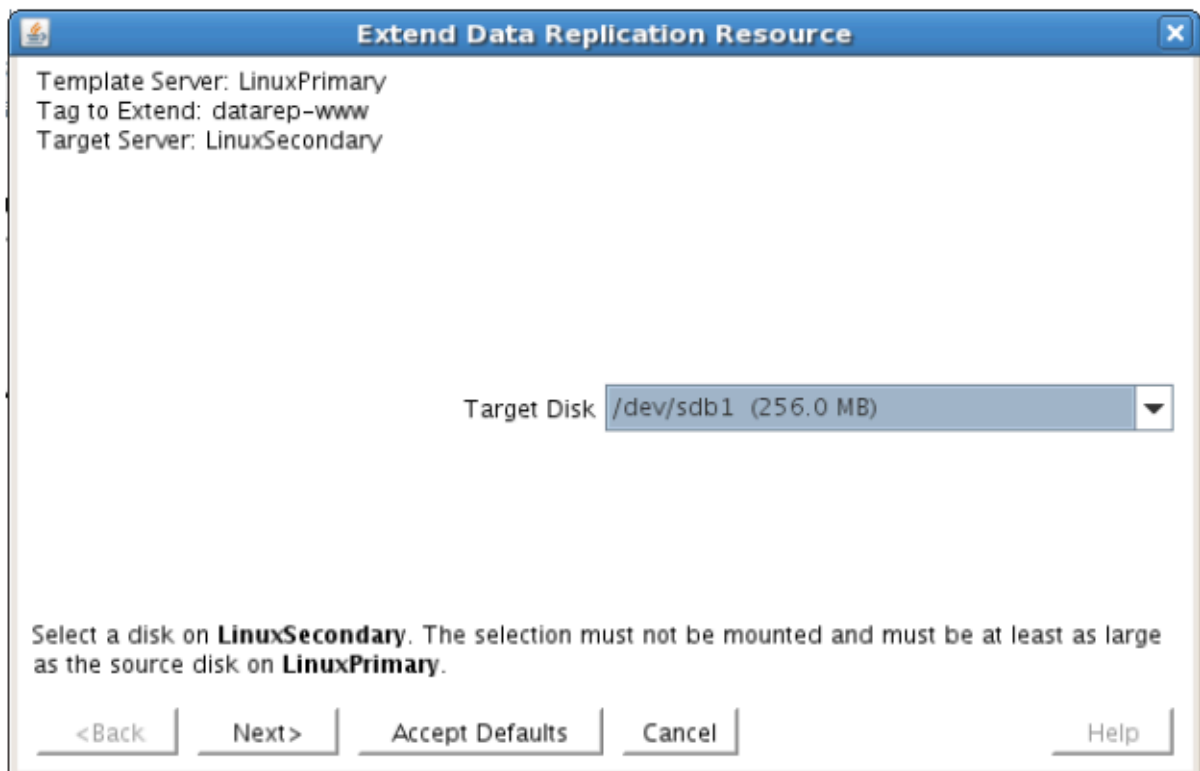 Extend Data Replication Resource
Template Server: LinuxPrimary
Tag to Extend: datarep-www
Target Server: LinuxSecondary
Target Disk /dev/sdb1 (256.0 MB)
Select a disk on LinuxSecondary. The selection must not be mounted and must be at least as large
as the source disk on LinuxPrimary.
<Back Next> Accept Defaults Cancel Help